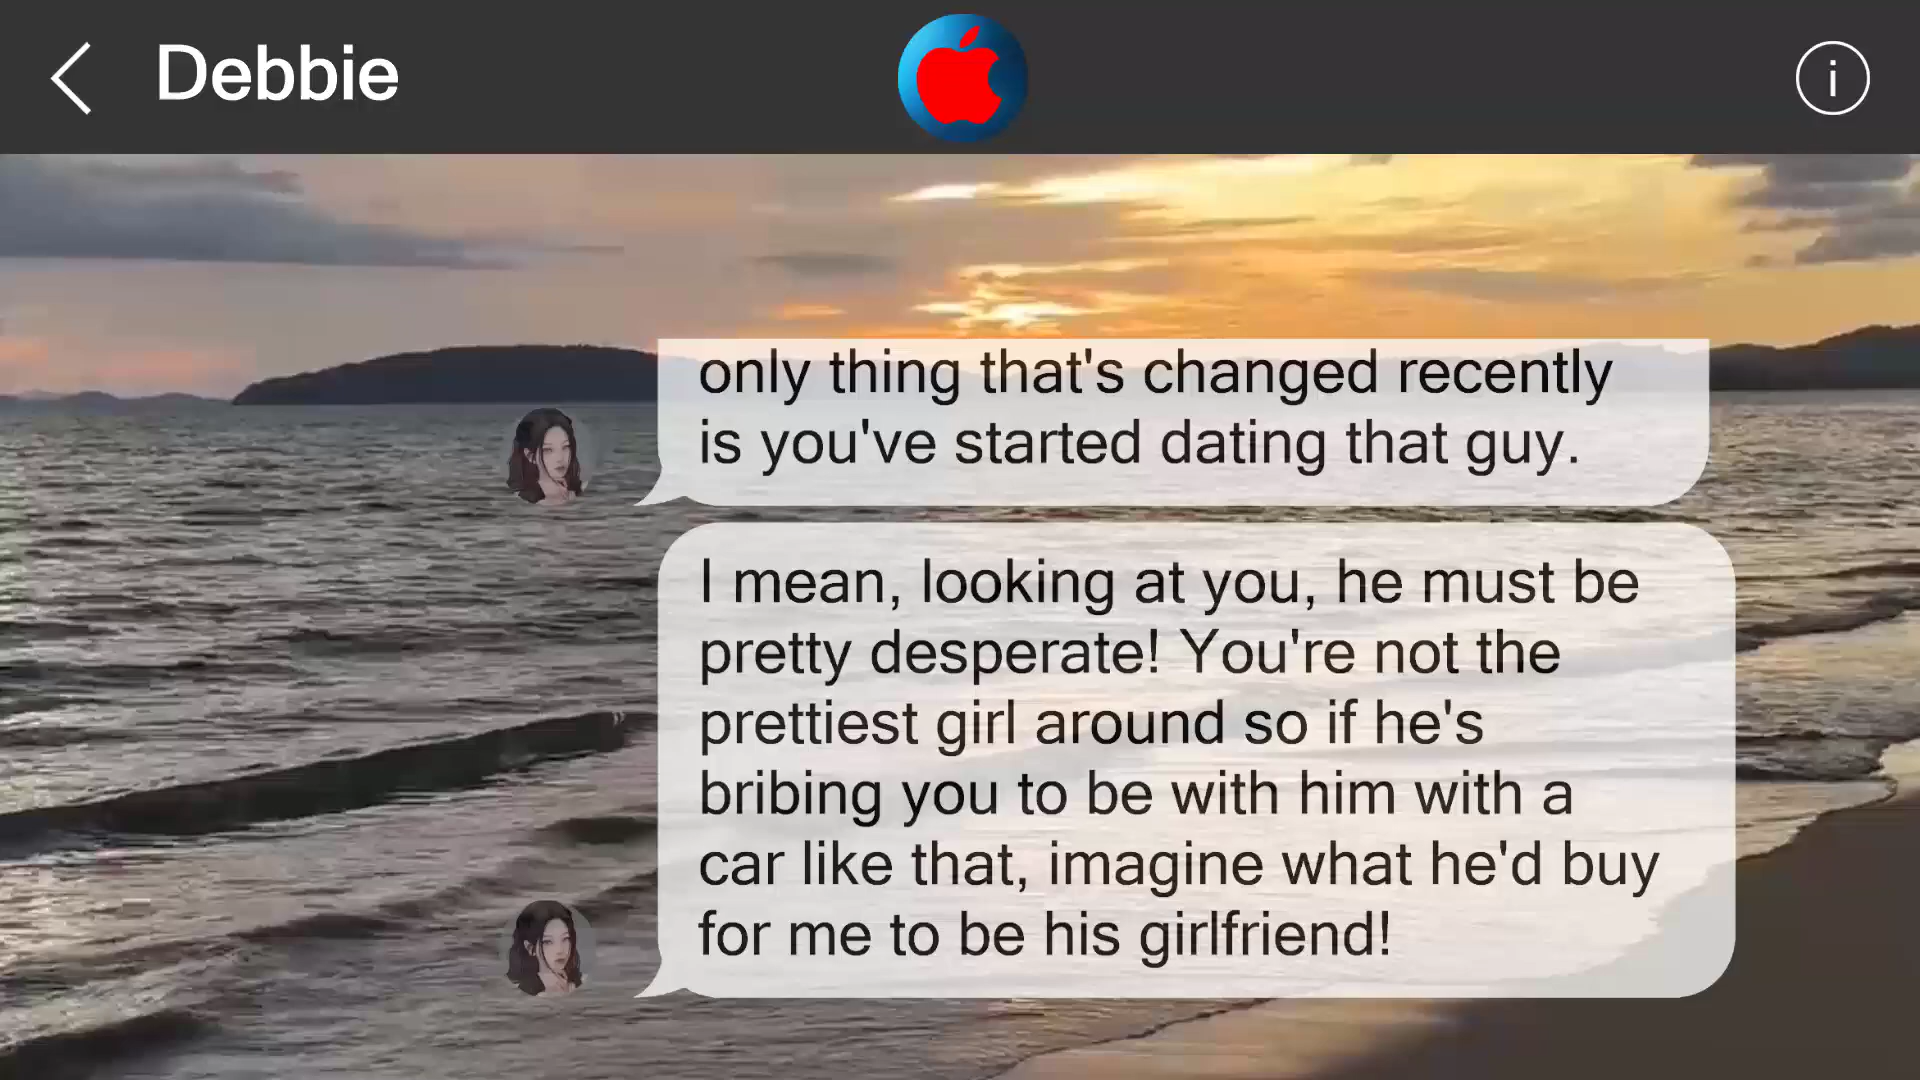 Debbie
i
only thing that's changed recently
is you've started dating that guy.
I mean, looking at you, he must be
pretty desperate! You're not the
prettiest girl around so if he's
bribing you to be with him with a
car like that, imagine what he'd buy
for me to be his girlfriend!